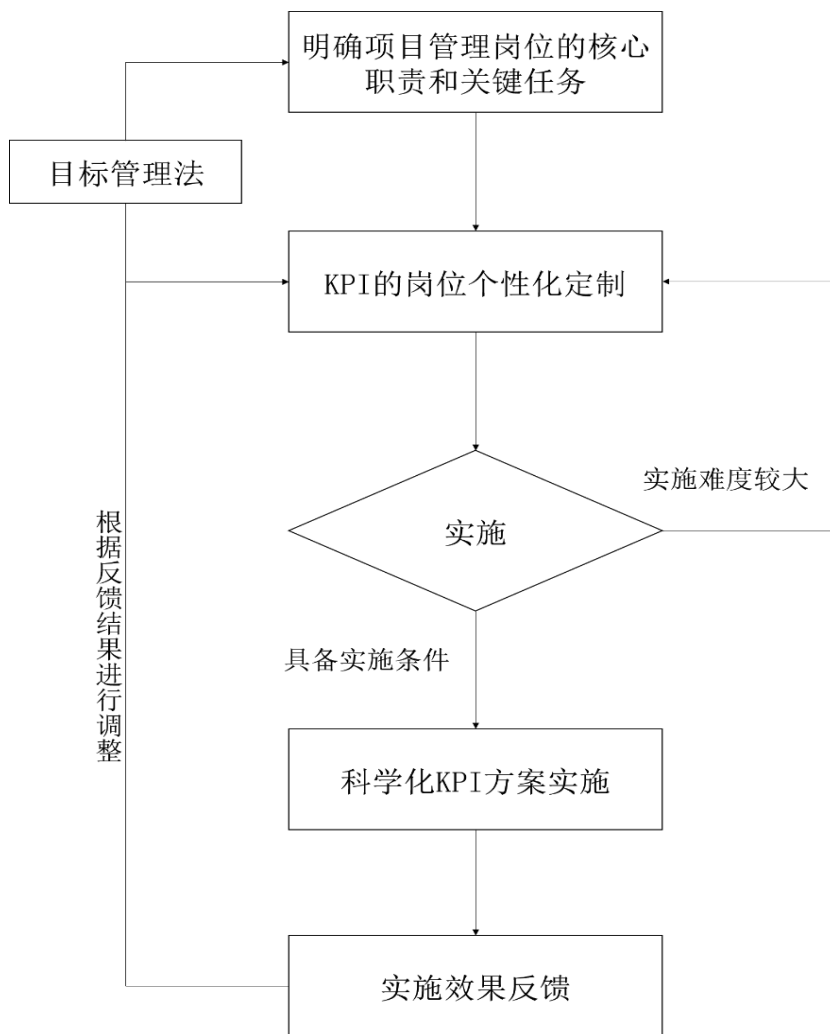 明确项目管理岗位的核心
职责和关键任务
目标管理法
KPI的岗位个性化定制
实施难度较大
实施
根据反馈结果进行调整
具备实施条件
科学化KPI方案实施
实施效果反馈